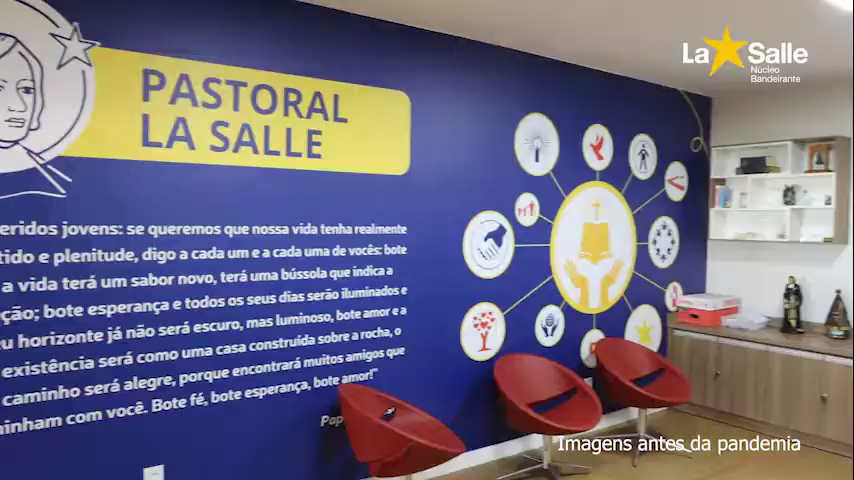 La Salle
Núcleo
Bandeirante
PASTORAL
LA SALLE
eridos jovens: se queremos que nossa vida tenha realmente
tido e plenitude, digo a cada um e a cada uma de vocês: bote
a vida terá um sabor novo, terá uma bússola que indica a
ção; bote esperança e todos os seus dias serão iluminados e
u horizonte já não será escuro, mas luminoso, bote amor e a
existência será como uma casa construída sobre a rocha, o
caminho será alegre, porque encontrará muitos amigos que
minham com você. Bote fé, bote esperança, bote amor!"
Imagens antes da pandemia